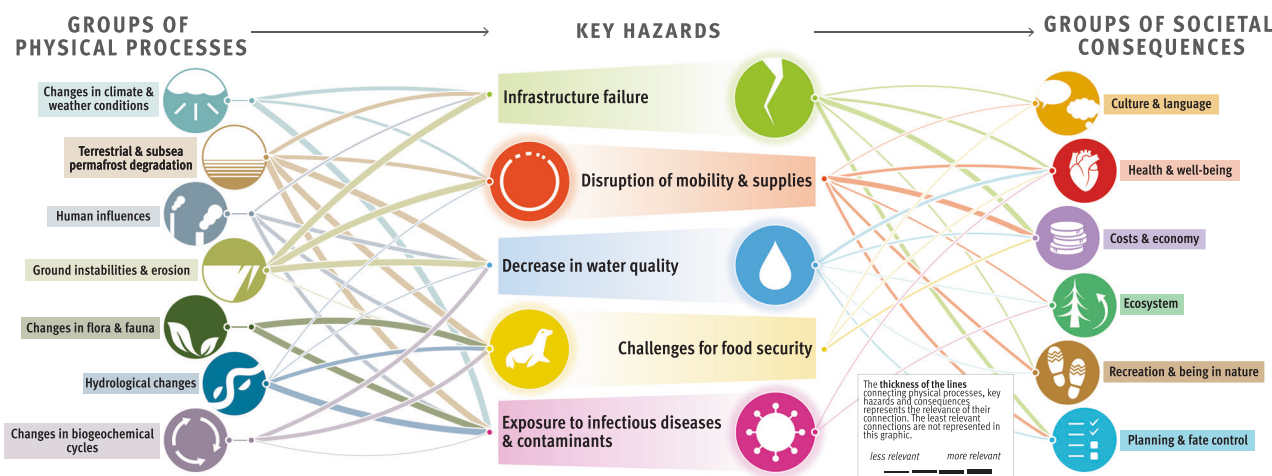 GROUPS OF
PHYSICAL PROCESSES
KEY HAZARDS
GROUPS OF SOCIETAL
CONSEQUENCES
Changes in climate &
weather conditions
Terrestrial & subsea
permafrost degradation
Human influences
Ground instabilities & erosion
Changes in flora & fauna
Hydrological changes
Changes in biogeochemical
cycles
Infrastructure failure
Disruption of mobility & supplies
Decrease in water quality
Challenges for food security
Exposure to infectious diseases
& contaminants
Culture & language
Health & well-being
Costs & economy
Ecosystem
Recreation & being in nature
Planning & fate control
The thickness of the lines
connecting physical processes, key
hazards and consequences
represents the relevance of their
connection. The least relevant
connections are not represented in
this graphic.
less relevant more relevant